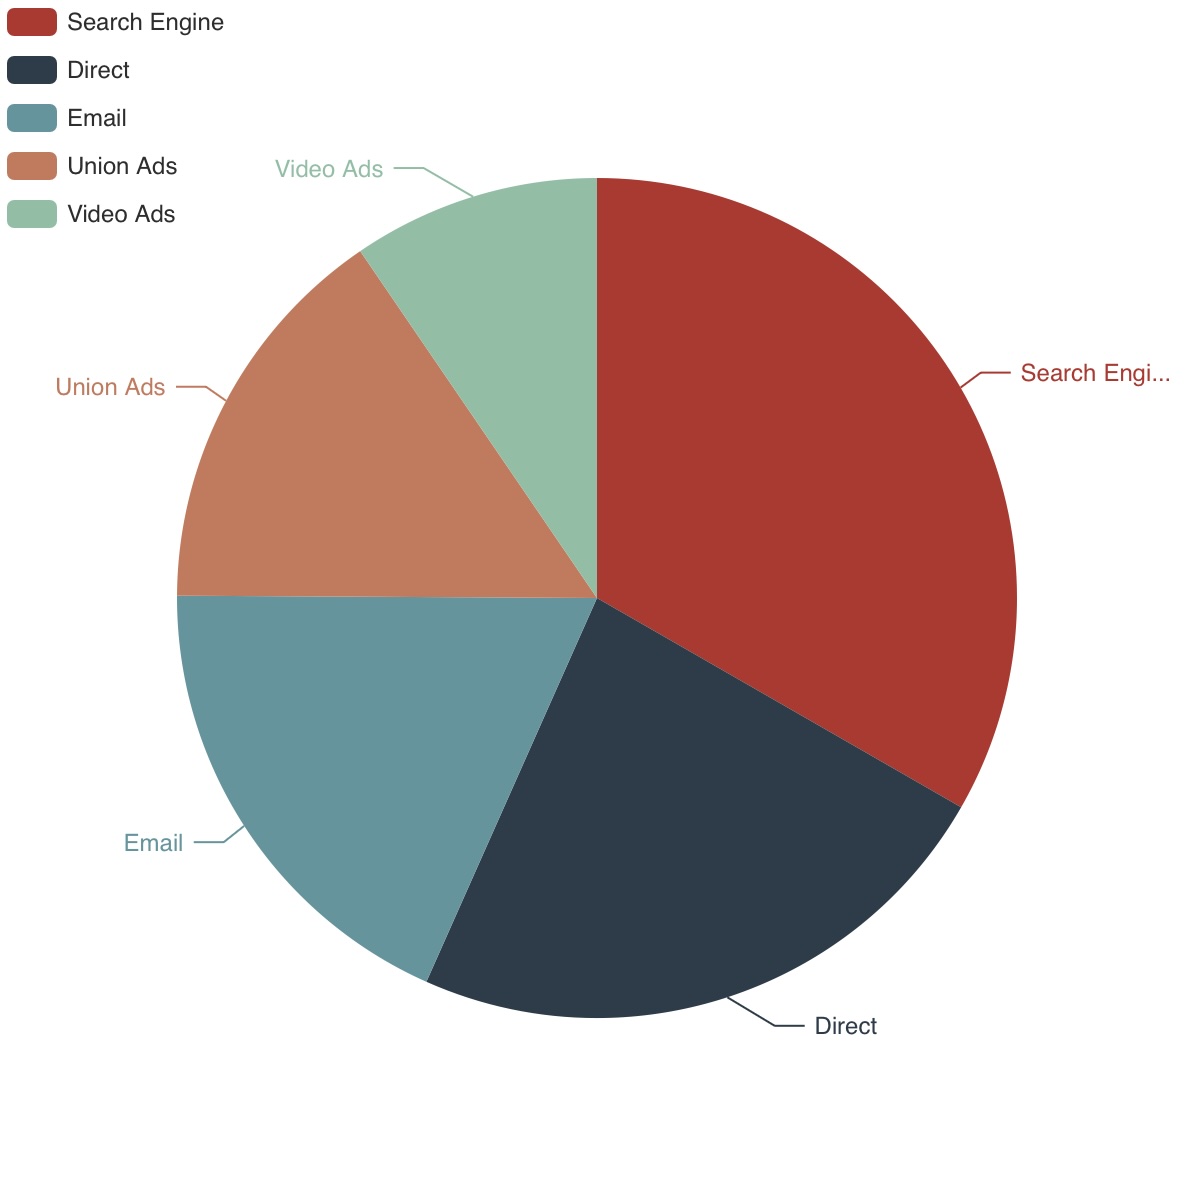 Search Engine
Direct
Email
Union Ads
Video Ads
Video Ads
Search Engi...
Union Ads
Email
Direct